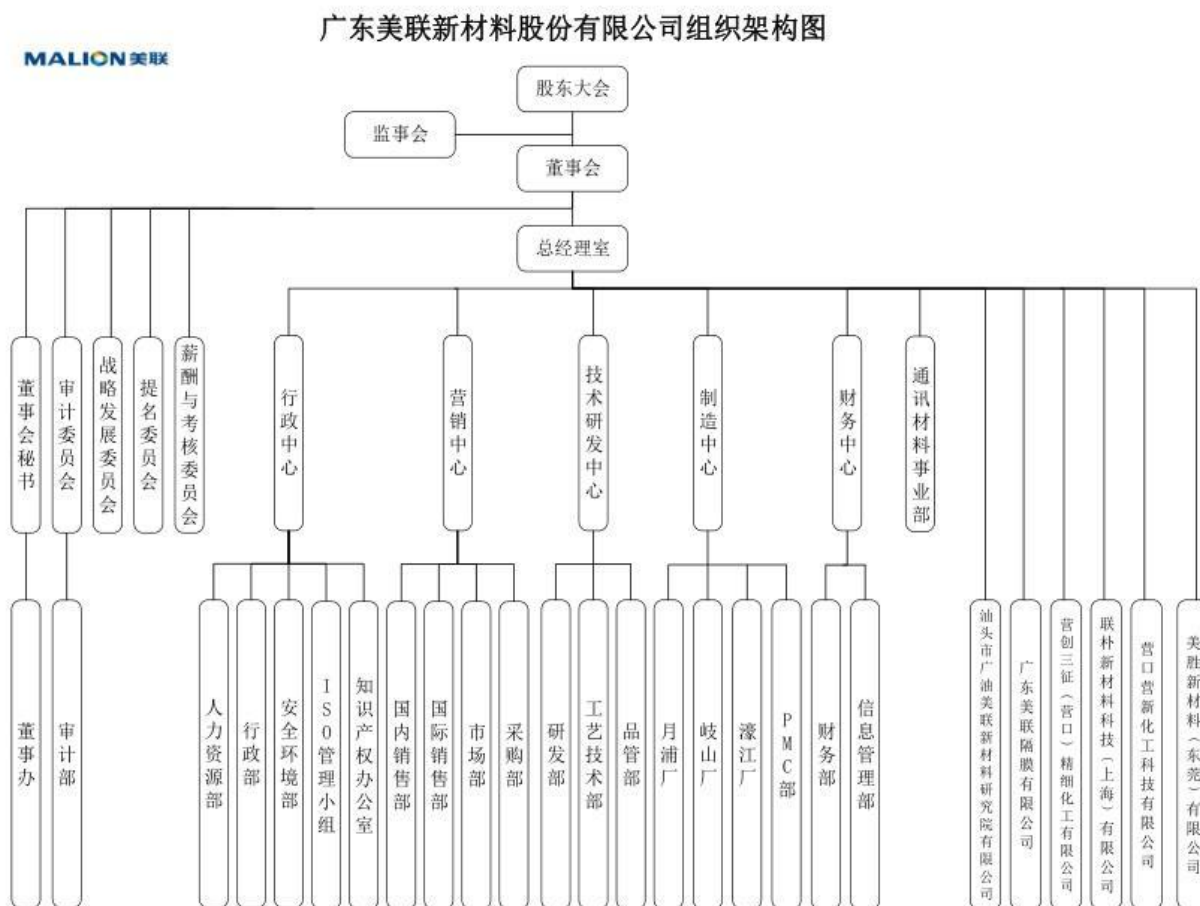 广东美联新材料股份有限公司组织架构图
MALION美联
股东大会
监事会
董事会
总经理室
董事会秘书
审计委员会
战略发展委员会
提名委员会
薪酬与考核委员会
行政中心
营销中心
技术研发中心
制造中心
财务中心
通讯材料事业部
董事办
审计部
人力资源部
行政部
安全环境部
ISO管理小组
知识产权办公室
国内销售部
国际销售部
市场部
采购部
研发部
工艺技术部
品管部
月浦厂
岐山厂
濠江厂
PMC部
财务部
信息管理部
汕头市广油美联新材料研究院有限公司
广东美联隔膜有限公司
营创三征（营口）精细化工有限公司
联朴新材料科技（上海）有限公司
营口营新化工科技有限公司
美胜新材料（东莞）有限公司